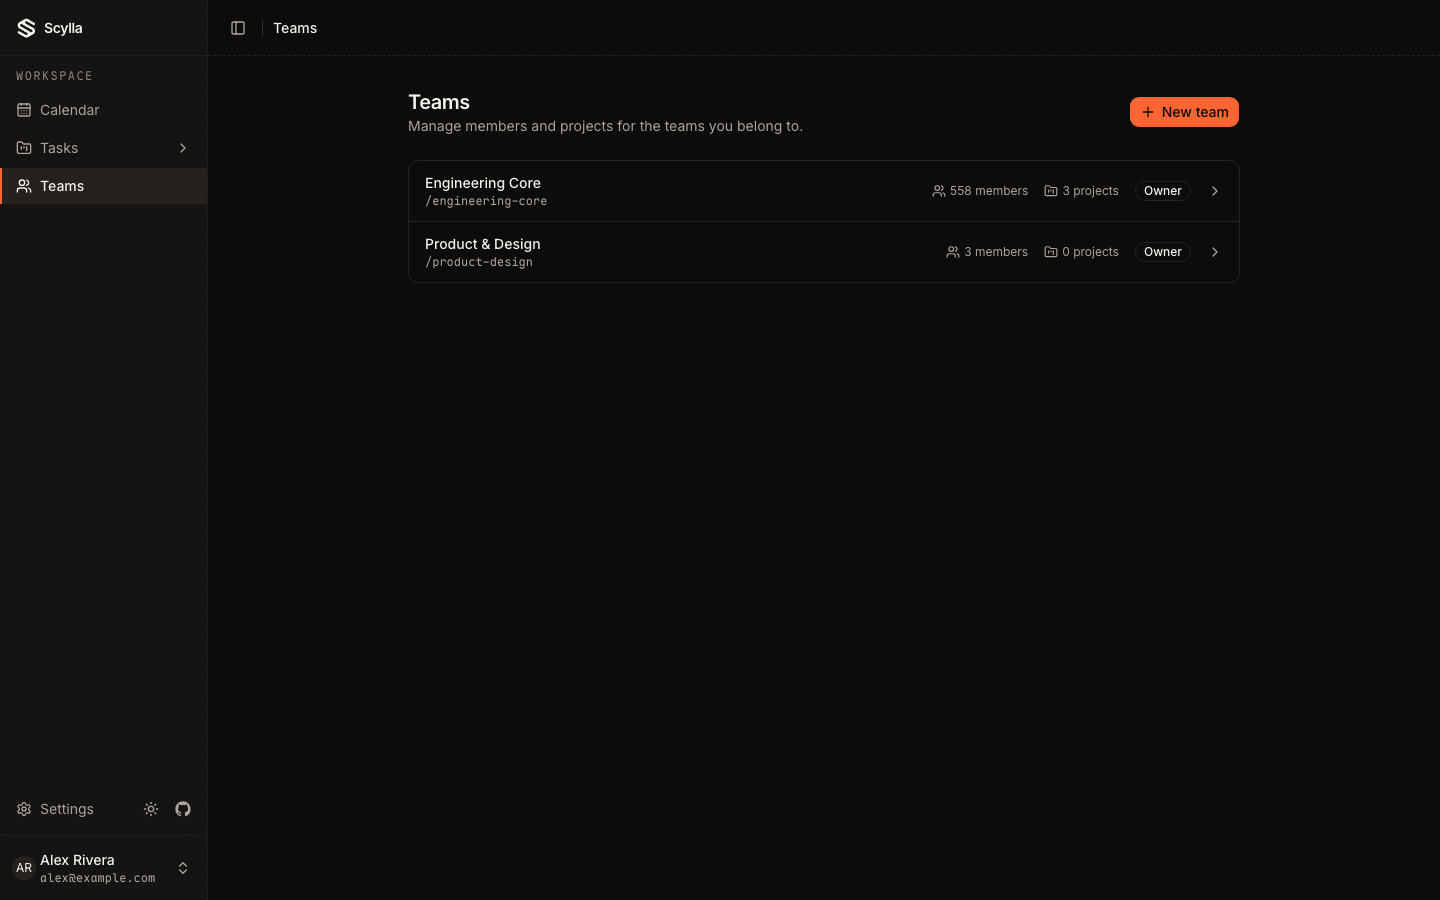 Scylla
Teams
WORKSPACE
Calendar
Tasks
Teams
Teams
Manage members and projects for the teams you belong to.
New team
Engineering Core
/engineering-core
558 members
3 projects
Owner
Product & Design
/product-design
3 members
0 projects
Owner
Settings
AR
Alex Rivera
alex@example.com